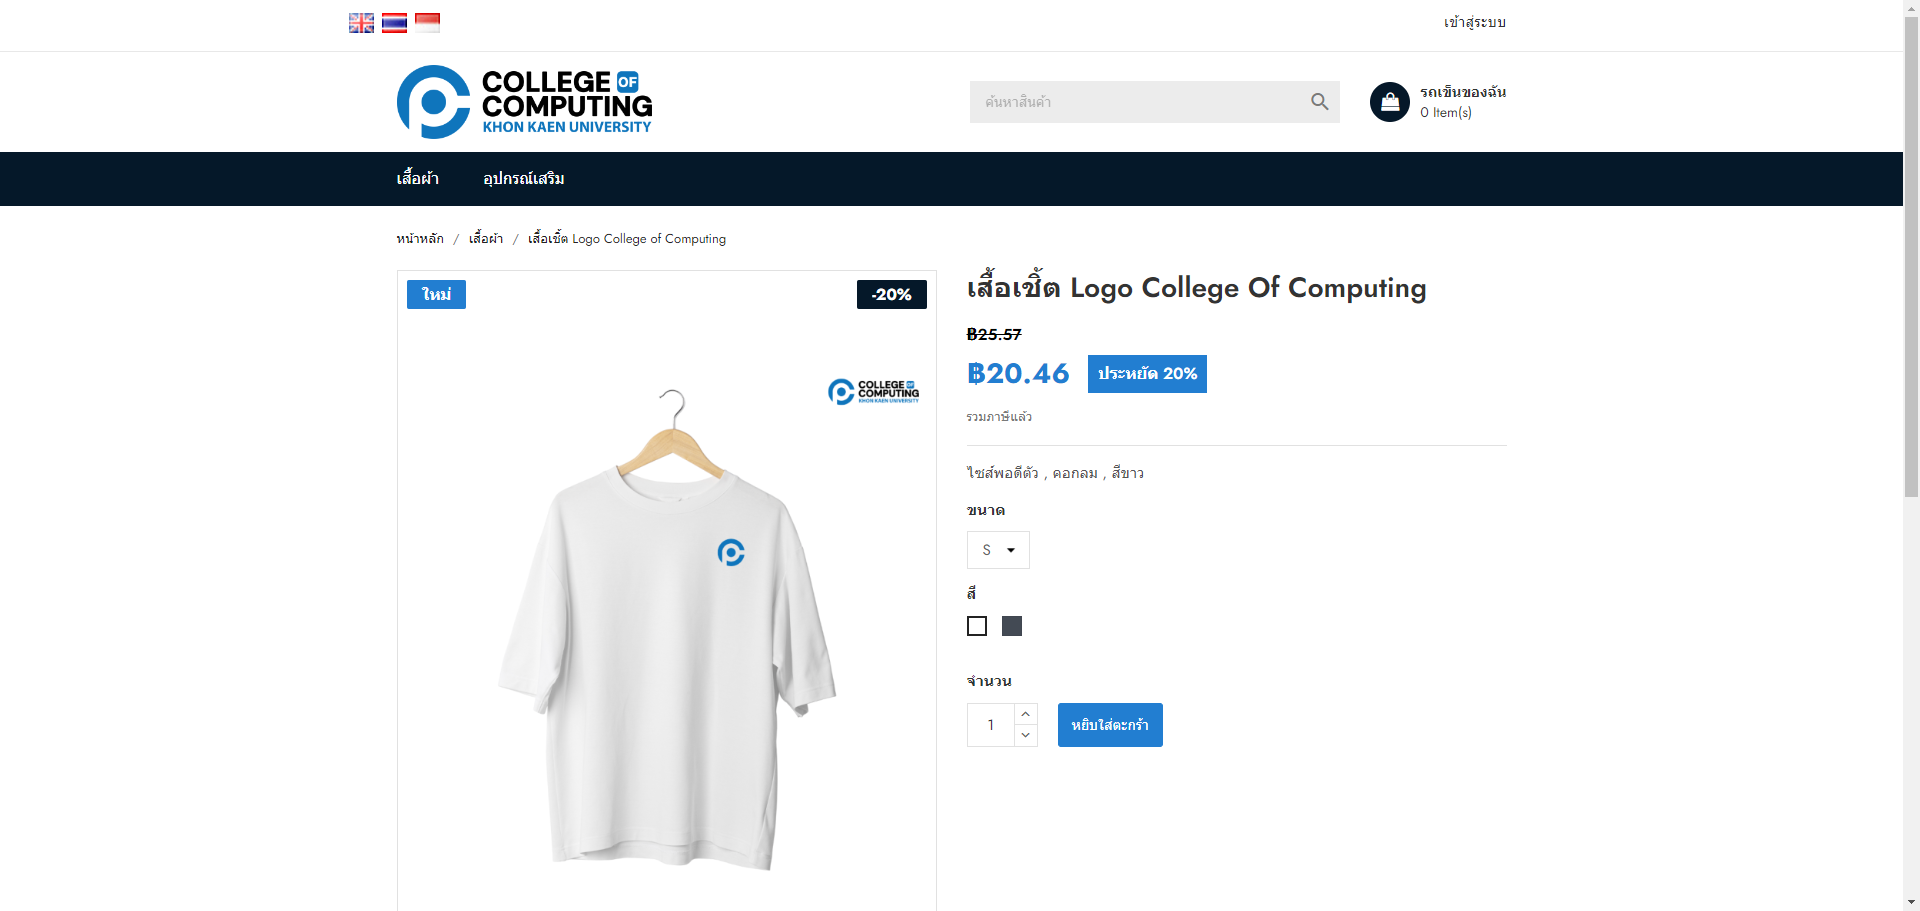 เข้าสู่ระบบ
COLLEGE OF
COMPUTING
KHON KAEN UNIVERSITY
ค้นหาสินค้า
รถเข็นของฉัน
0 Item(s)
เสื้อผ้า อุปกรณ์เสริม
หน้าหลัก / เสื้อผ้า / เสื้อเชิ้ต Logo College of Computing
ใหม่
-20%
COLLEGE OF
COMPUTING
KHON KAEN UNIVERSITY
เสื้อเชิ้ต Logo College Of Computing
฿25.57
฿20.46 ประหยัด 20%
รวมภาษีแล้ว
ไซส์พอดีตัว , คอกลม , สีขาว
ขนาด
S
สี
จำนวน
1 หยิบใส่ตะกร้า